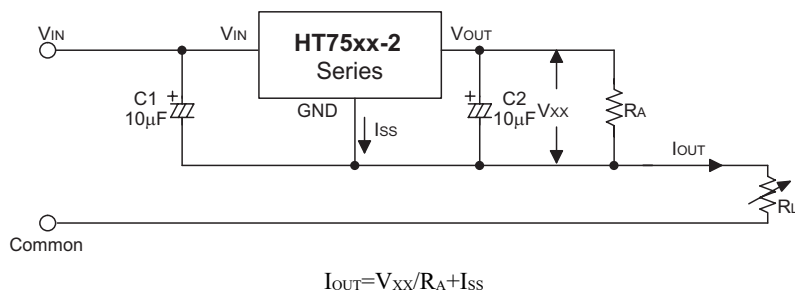 VIN
VIN
HT75xx-2
Series
VOUT
C1
10μF
GND
ISS
C2
10μF
VXX
RA
IOUT
RL
Common
IOUT=VXX/RA+ISS